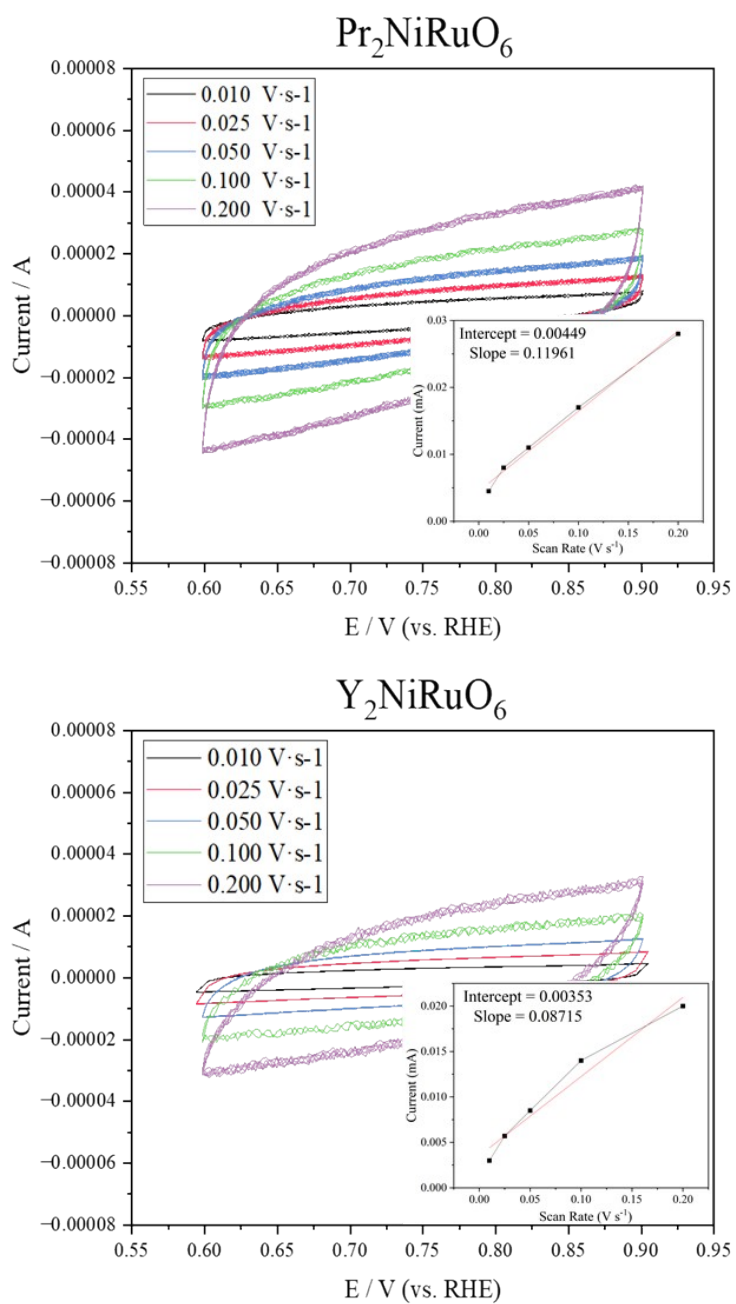 Pr₂NiRuO₆
0.00008
0.00006
0.00004
0.00002
0.00000
−0.00002
−0.00004
−0.00006
−0.00008
Current / A
0.010 V·s-1
0.025 V·s-1
0.050 V·s-1
0.100 V·s-1
0.200 V·s-1
Intercept = 0.00449
Slope = 0.11961
0.03
0.02
0.01
0.00
Current (mA)
0.00 0.05 0.10 0.15 0.20
Scan Rate (V s⁻¹)
0.55 0.60 0.65 0.70 0.75 0.80 0.85 0.90 0.95
E / V (vs. RHE)
Y₂NiRuO₆
0.00008
0.00006
0.00004
0.00002
0.00000
−0.00002
−0.00004
−0.00006
−0.00008
Current / A
0.010 V·s-1
0.025 V·s-1
0.050 V·s-1
0.100 V·s-1
0.200 V·s-1
Intercept = 0.00353
Slope = 0.08715
0.020
0.015
0.010
0.005
0.000
Current (mA)
0.00 0.05 0.10 0.15 0.20
Scan Rate (V s⁻¹)
0.55 0.60 0.65 0.70 0.75 0.80 0.85 0.90 0.95
E / V (vs. RHE)